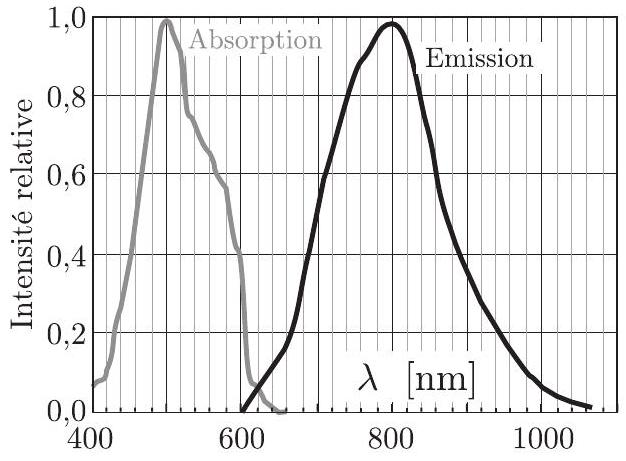 1,0
0,8
0,6
0,4
0,2
0,0
Intensité relative
Absorption
Emission
λ [nm]
400 600 800 1000